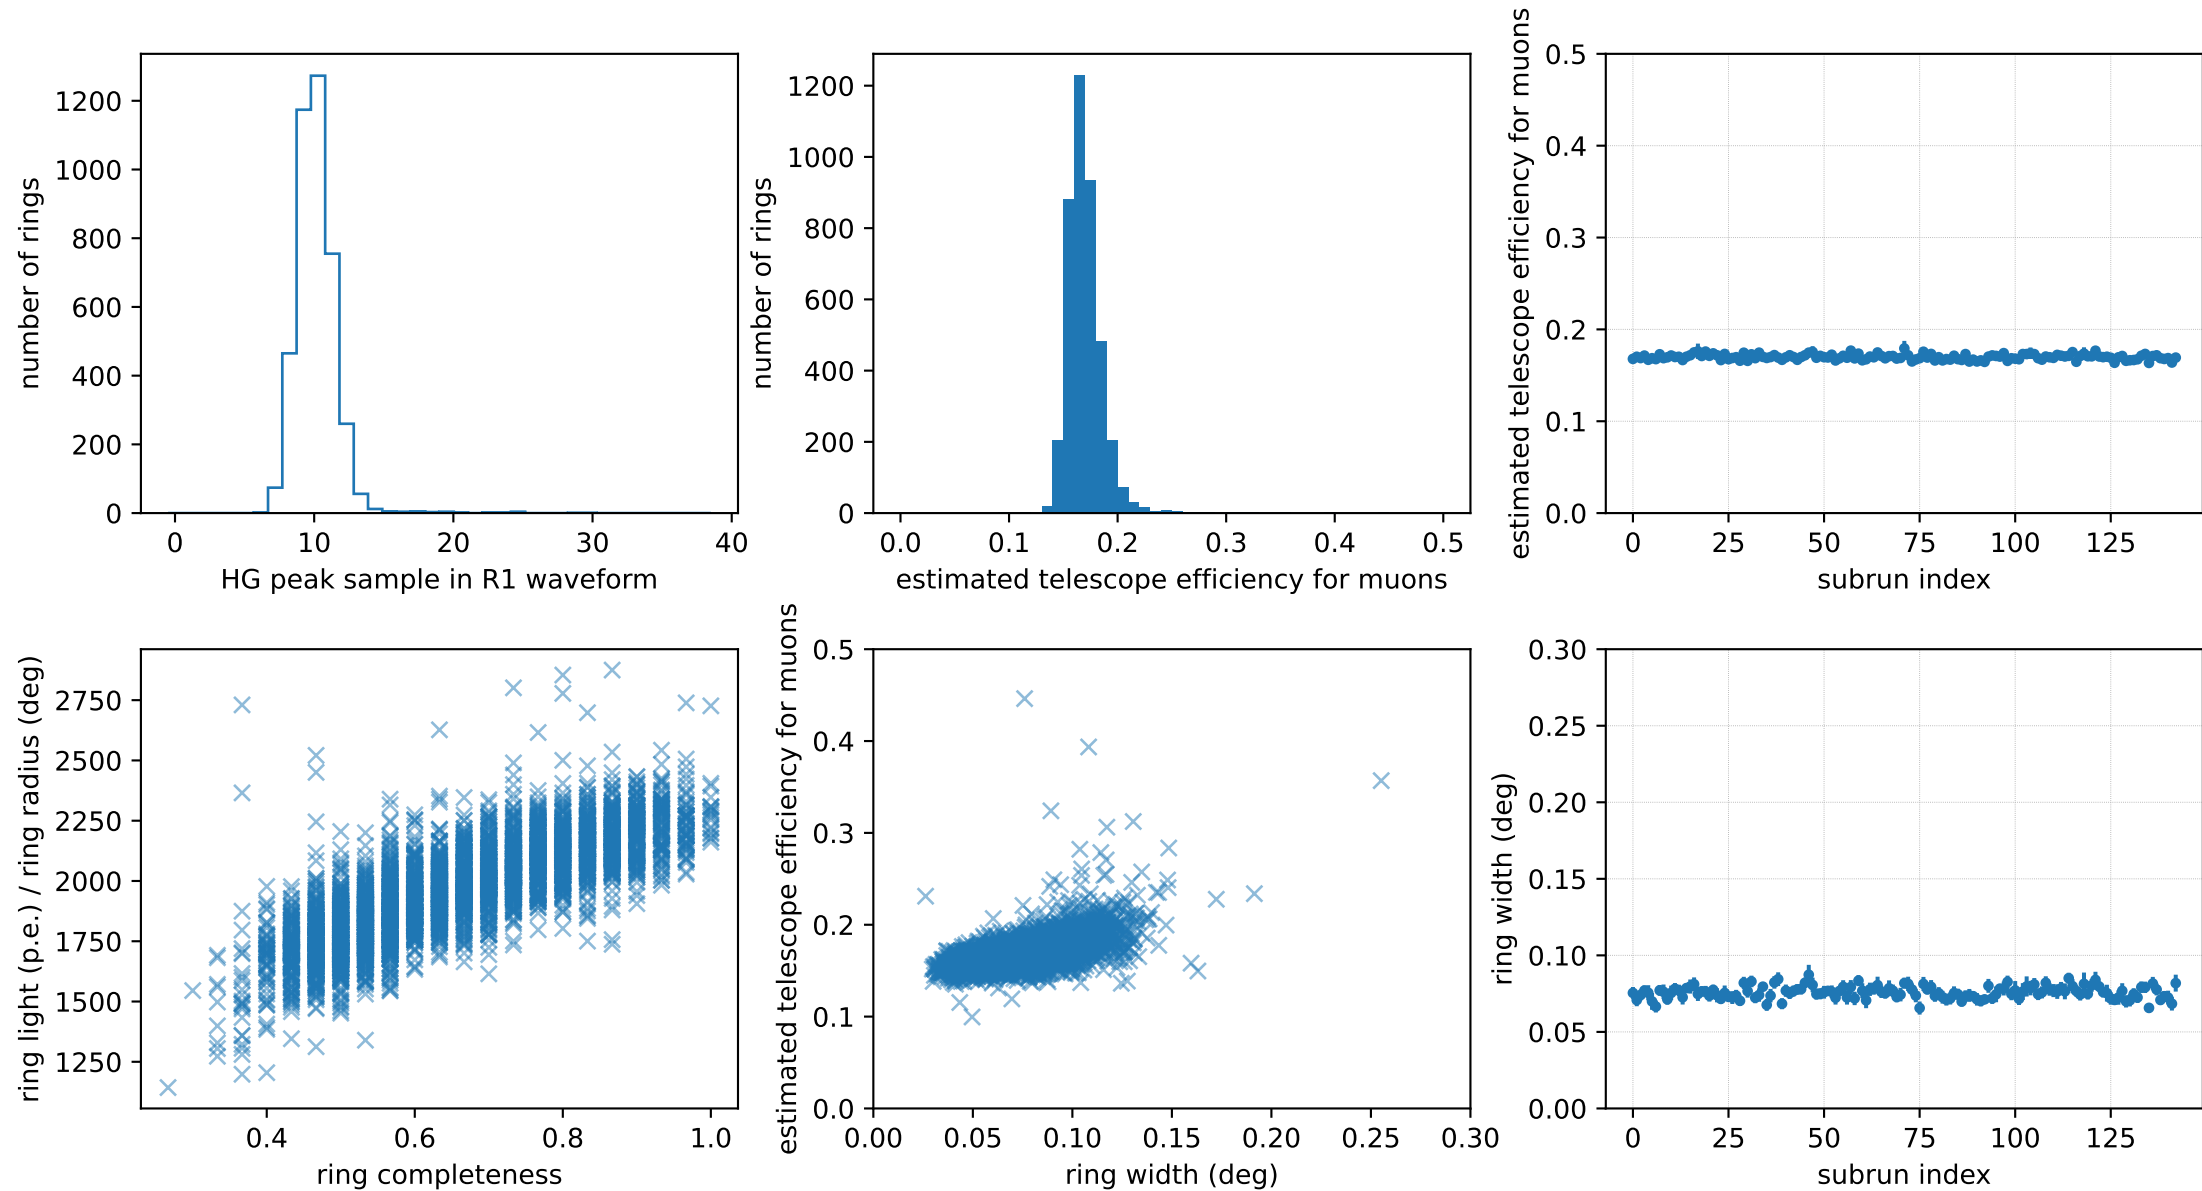 number of rings
1200
1000
800
600
400
200
0
0 10 20 30 40
HG peak sample in R1 waveform
number of rings
1200
1000
800
600
400
200
0
0.0 0.1 0.2 0.3 0.4 0.5
estimated telescope efficiency for muons
estimated telescope efficiency for muons
0.5
0.4
0.3
0.2
0.1
0.0
0 25 50 75 100 125
subrun index
ring light (p.e.) / ring radius (deg)
2750
2500
2250
2000
1750
1500
1250
0.4 0.6 0.8 1.0
ring completeness
estimated telescope efficiency for muons
0.5
0.4
0.3
0.2
0.1
0.0
0.00 0.05 0.10 0.15 0.20 0.25 0.30
ring width (deg)
ring width (deg)
0.30
0.25
0.20
0.15
0.10
0.05
0.00
0 25 50 75 100 125
subrun index